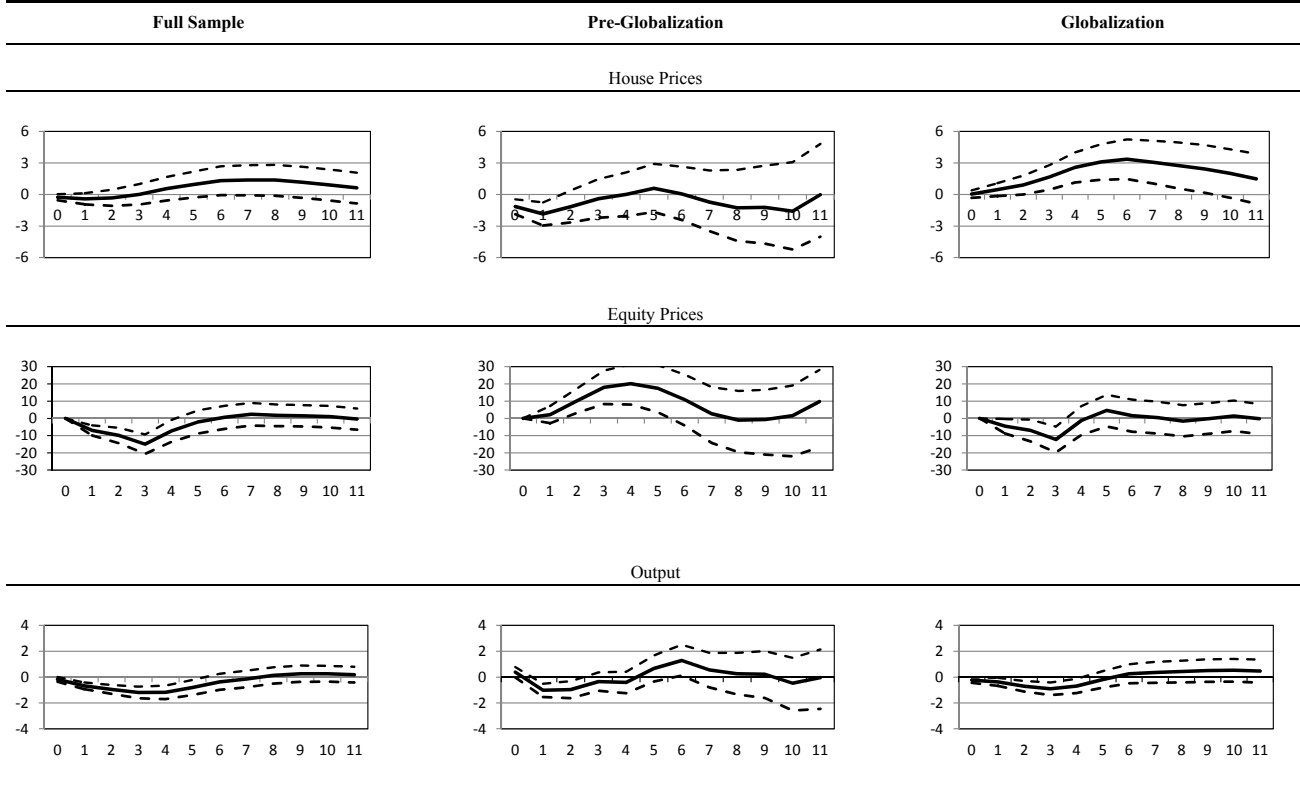 Full Sample Pre-Globalization Globalization
House Prices
6 6 6
3 3 3
0 0 0
0 1 2 3 4 5 6 7 8 9 10 11 0 1 2 3 4 5 6 7 8 9 10 11 0 1 2 3 4 5 6 7 8 9 10 11
-3 -3 -3
-6 -6 -6
Equity Prices
30 30 30
20 20 20
10 10 10
0 0 0
-10 -10 -10
-20 -20 -20
-30 -30 -30
0 1 2 3 4 5 6 7 8 9 10 11 0 1 2 3 4 5 6 7 8 9 10 11 0 1 2 3 4 5 6 7 8 9 10 11
Output
4 4 4
2 2 2
0 0 0
-2 -2 -2
-4 -4 -4
0 1 2 3 4 5 6 7 8 9 10 11 0 1 2 3 4 5 6 7 8 9 10 11 0 1 2 3 4 5 6 7 8 9 10 11